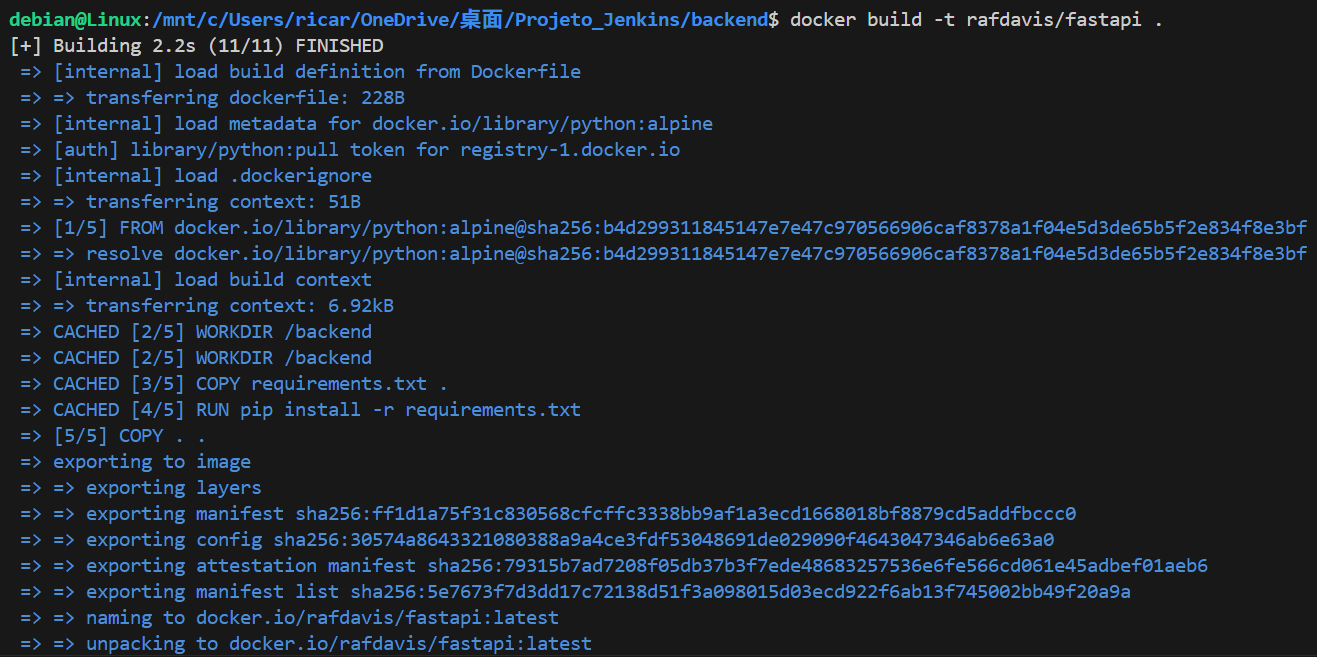 debian@Linux:/mnt/c/Users/ricar/OneDrive/桌面/Projeto_Jenkins/backend$ docker build -t rafdavis/fastapi .
[+] Building 2.2s (11/11) FINISHED
=> [internal] load build definition from Dockerfile
=> => transferring dockerfile: 228B
=> [internal] load metadata for docker.io/library/python:alpine
=> [auth] library/python:pull token for registry-1.docker.io
=> [internal] load .dockerignore
=> => transferring context: 51B
=> [1/5] FROM docker.io/library/python:alpine@sha256:b4d299311845147e7e47c970566906caf8378a1f04e5d3de65b5f2e834f8e3bf
=> => resolve docker.io/library/python:alpine@sha256:b4d299311845147e7e47c970566906caf8378a1f04e5d3de65b5f2e834f8e3bf
=> [internal] load build context
=> => transferring context: 6.92kB
=> CACHED [2/5] WORKDIR /backend
=> CACHED [2/5] WORKDIR /backend
=> CACHED [3/5] COPY requirements.txt .
=> CACHED [4/5] RUN pip install -r requirements.txt
=> [5/5] COPY . .
=> exporting to image
=> => exporting layers
=> => exporting manifest sha256:ff1d1a75f31c830568cfcffc3338bb9af1a3ecd1668018bf8879cd5addfbccc0
=> => exporting config sha256:30574a8643321080388a9a4ce3fdf53048691de029090f4643047346ab6e63a0
=> => exporting attestation manifest sha256:79315b7ad7208f05db37b3f7ede48683257536e6fe566cd061e45adbef01aeb6
=> => exporting manifest list sha256:5e7673f7d3dd17c72138d51f3a098015d03ecd922f6ab13f745002bb49f20a9a
=> => naming to docker.io/rafdavis/fastapi:latest
=> => unpacking to docker.io/rafdavis/fastapi:latest